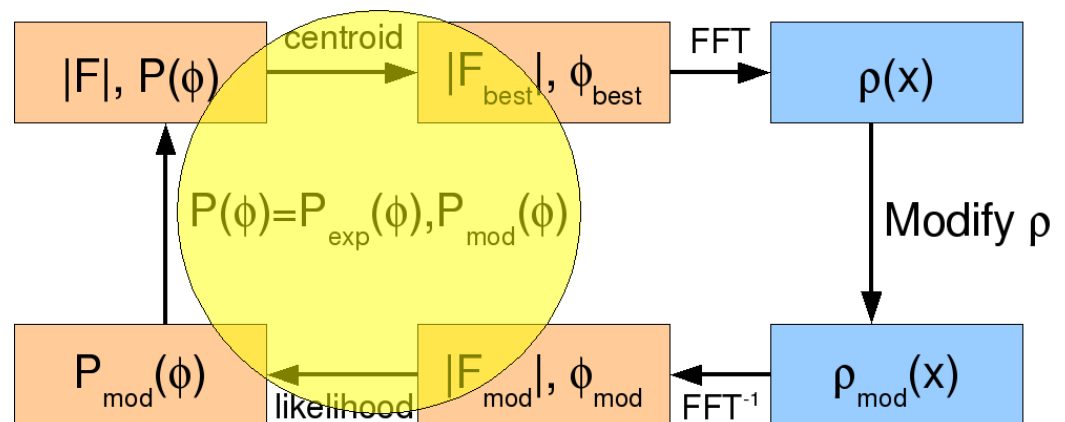 centroid
FFT
|F|, P(ϕ)
|F_best|, ϕ_best
ρ(x)
P(ϕ)=P_exp(ϕ),P_mod(ϕ)
Modify ρ
P_mod(ϕ)
|F_mod|, ϕ_mod
ρ_mod(x)
likelihood
FFT⁻¹